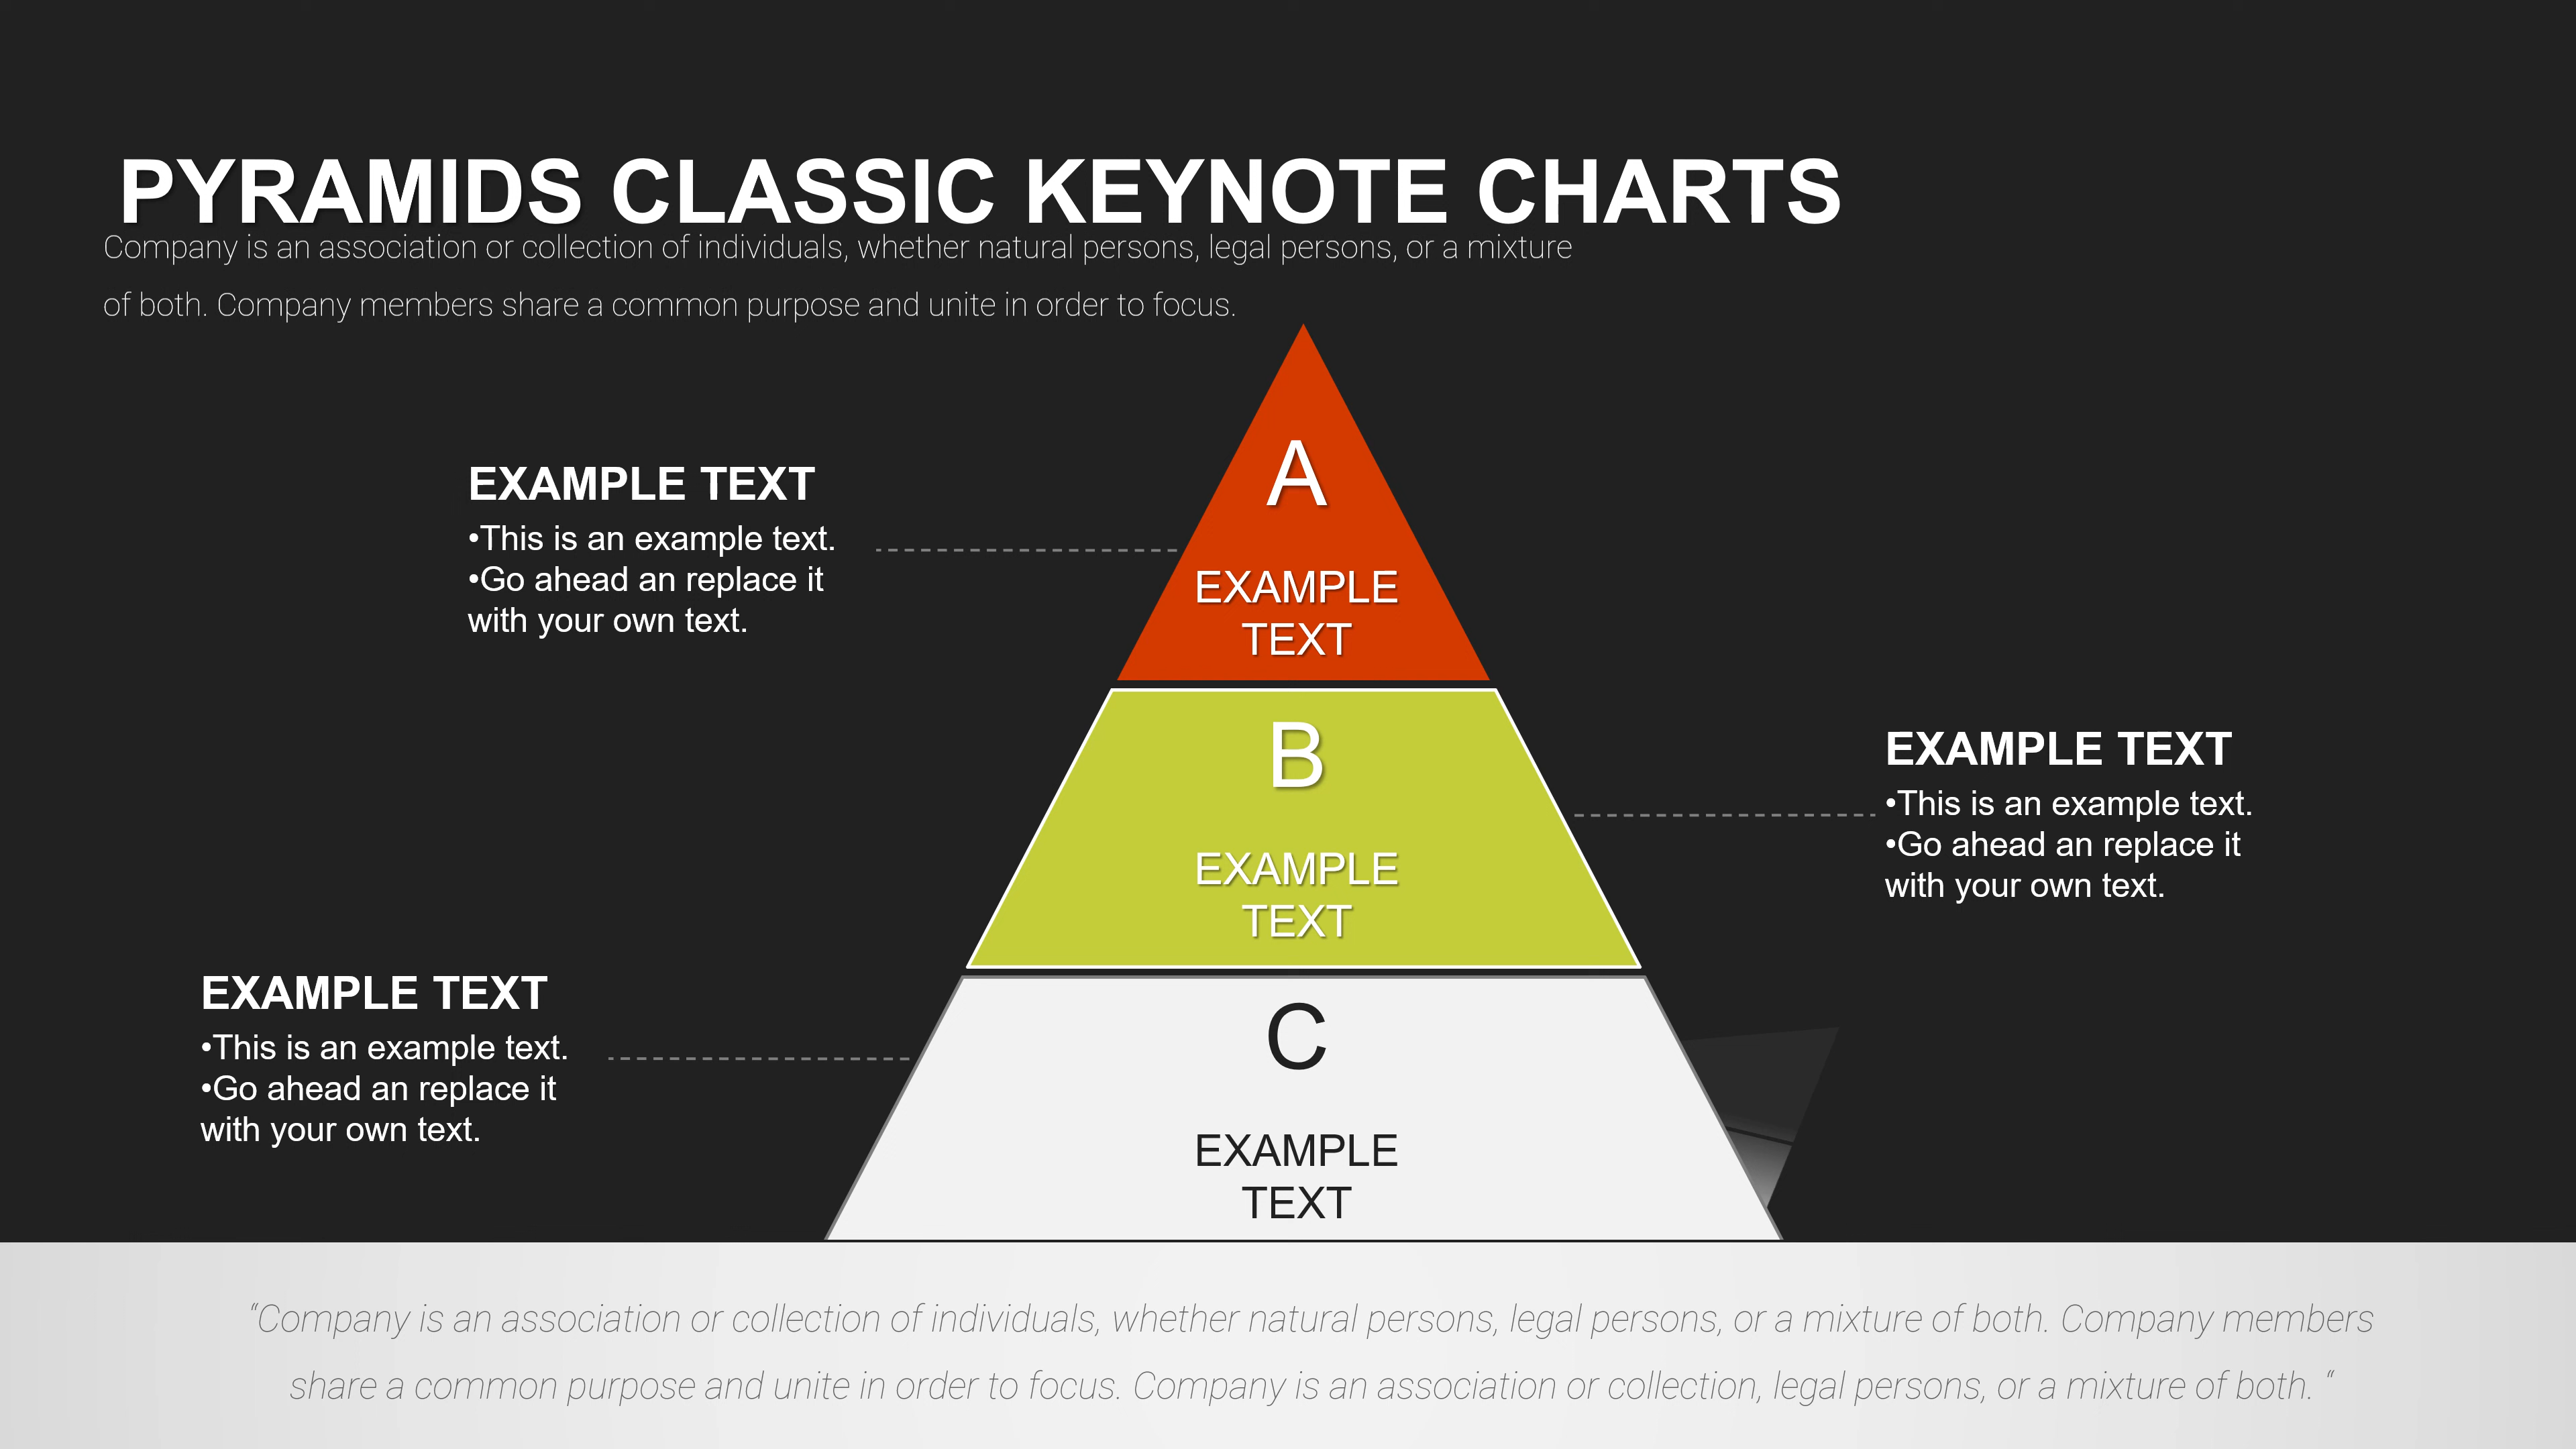 PYRAMIDS CLASSIC KEYNOTE CHARTS
Company is an association or collection of individuals, whether natural persons, legal persons, or a mixture
of both. Company members share a common purpose and unite in order to focus.
A
EXAMPLE
TEXT
EXAMPLE TEXT
•This is an example text.
•Go ahead an replace it
with your own text.
B
EXAMPLE
TEXT
EXAMPLE TEXT
•This is an example text.
•Go ahead an replace it
with your own text.
C
EXAMPLE
TEXT
EXAMPLE TEXT
•This is an example text.
•Go ahead an replace it
with your own text.
“Company is an association or collection of individuals, whether natural persons, legal persons, or a mixture of both. Company members
share a common purpose and unite in order to focus. Company is an association or collection, legal persons, or a mixture of both. “